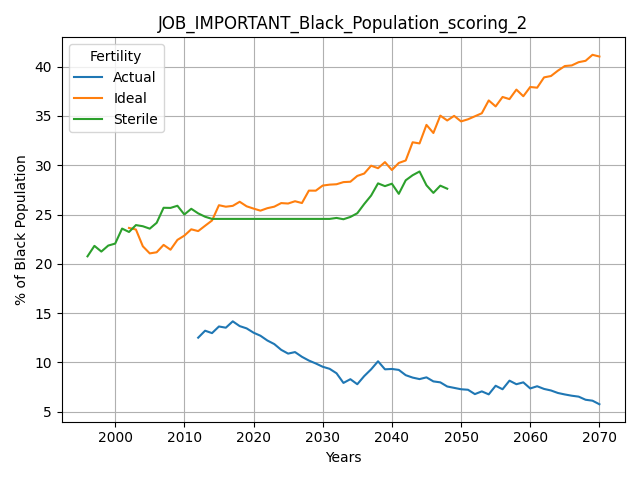 JOB_IMPORTANT_Black_Population_scoring_2
Fertility
Actual
Ideal
Sterile
% of Black Population
40
35
30
25
20
15
10
5
2000 2010 2020 2030 2040 2050 2060 2070
Years